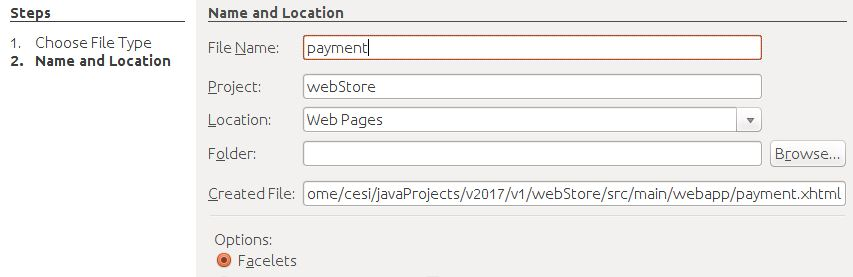 Steps
1. Choose File Type
2. Name and Location
Name and Location
File Name: payment
Project: webStore
Location: Web Pages
Folder: Browse...
Created File: ome/cesi/javaProjects/v2017/v1/webStore/src/main/webapp/payment.xhtml
Options:
Facelets